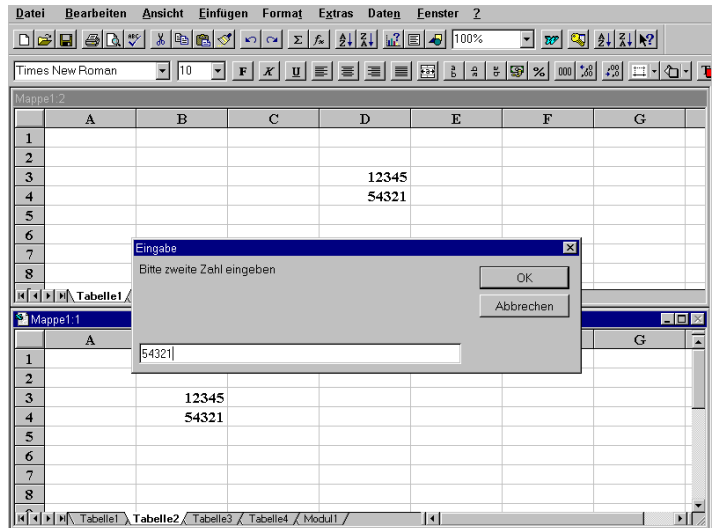 Datei Bearbeiten Ansicht Einfügen Format Extras Daten Fenster ?
100%
Times New Roman 10 F K U % 000
Mappe1:2
A B C D E F G
1
2
3 12345
4 54321
5
6
7
8
Tabelle1
Eingabe
Bitte zweite Zahl eingeben
OK
Abbrechen
54321
Mappe1:1
A G
1
2
3 12345
4 54321
5
6
7
8
Tabelle1 Tabelle2 Tabelle3 Tabelle4 Modul1